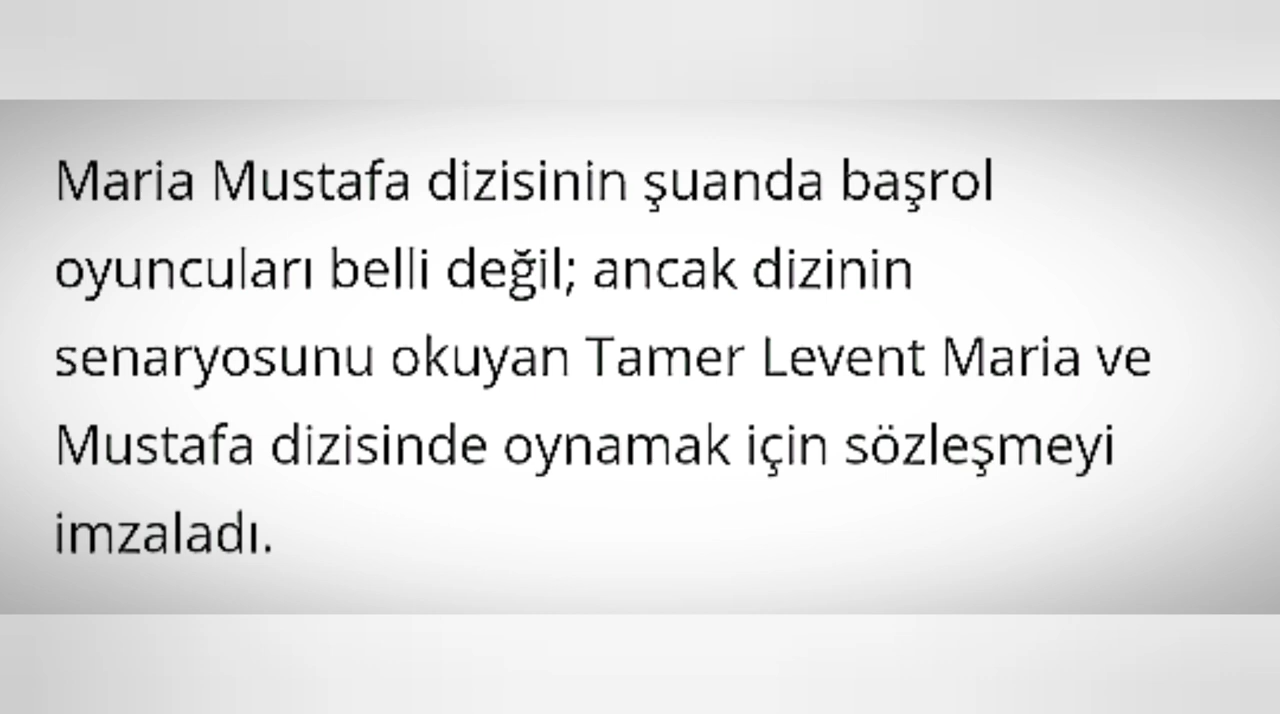 Maria Mustafa dizisinin şuanda başrol
oyuncuları belli değil; ancak dizinin
senaryosunu okuyan Tamer Levent Maria ve
Mustafa dizisinde oynamak için sözleşmeyi
imzaladı.